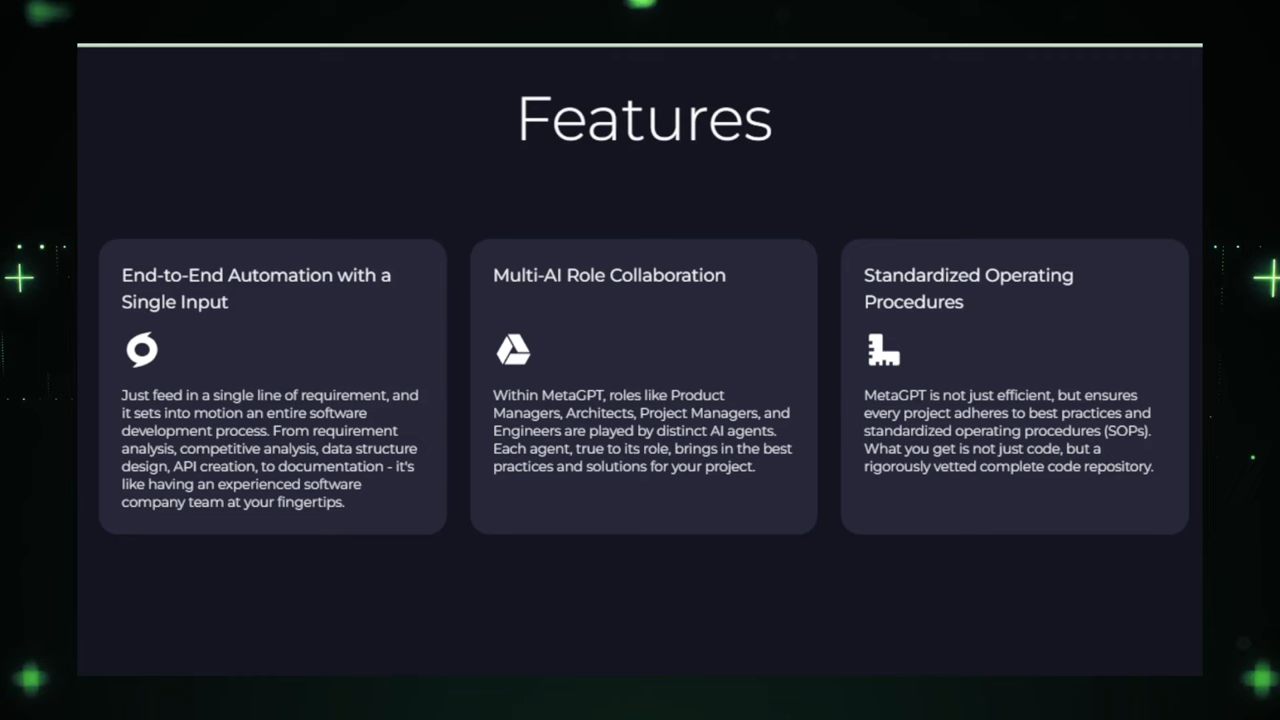 Features
End-to-End Automation with a
Single Input
Just feed in a single line of requirement, and
it sets into motion an entire software
development process. From requirement
analysis, competitive analysis, data structure
design, API creation, to documentation - it's
like having an experienced software
company team at your fingertips.
Multi-AI Role Collaboration
Within MetaGPT, roles like Product
Managers, Architects, Project Managers, and
Engineers are played by distinct AI agents.
Each agent, true to its role, brings in the best
practices and solutions for your project.
Standardized Operating
Procedures
MetaGPT is not just efficient, but ensures
every project adheres to best practices and
standardized operating procedures (SOPs).
What you get is not just code, but a
rigorously vetted complete code repository.